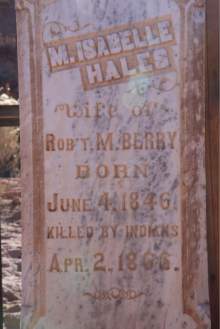 M. ISABELLE
HALES
wife of
ROB'T. M. BERRY
BORN
JUNE 4, 1846.
KILLED BY INDIANS
APR. 2, 1866.